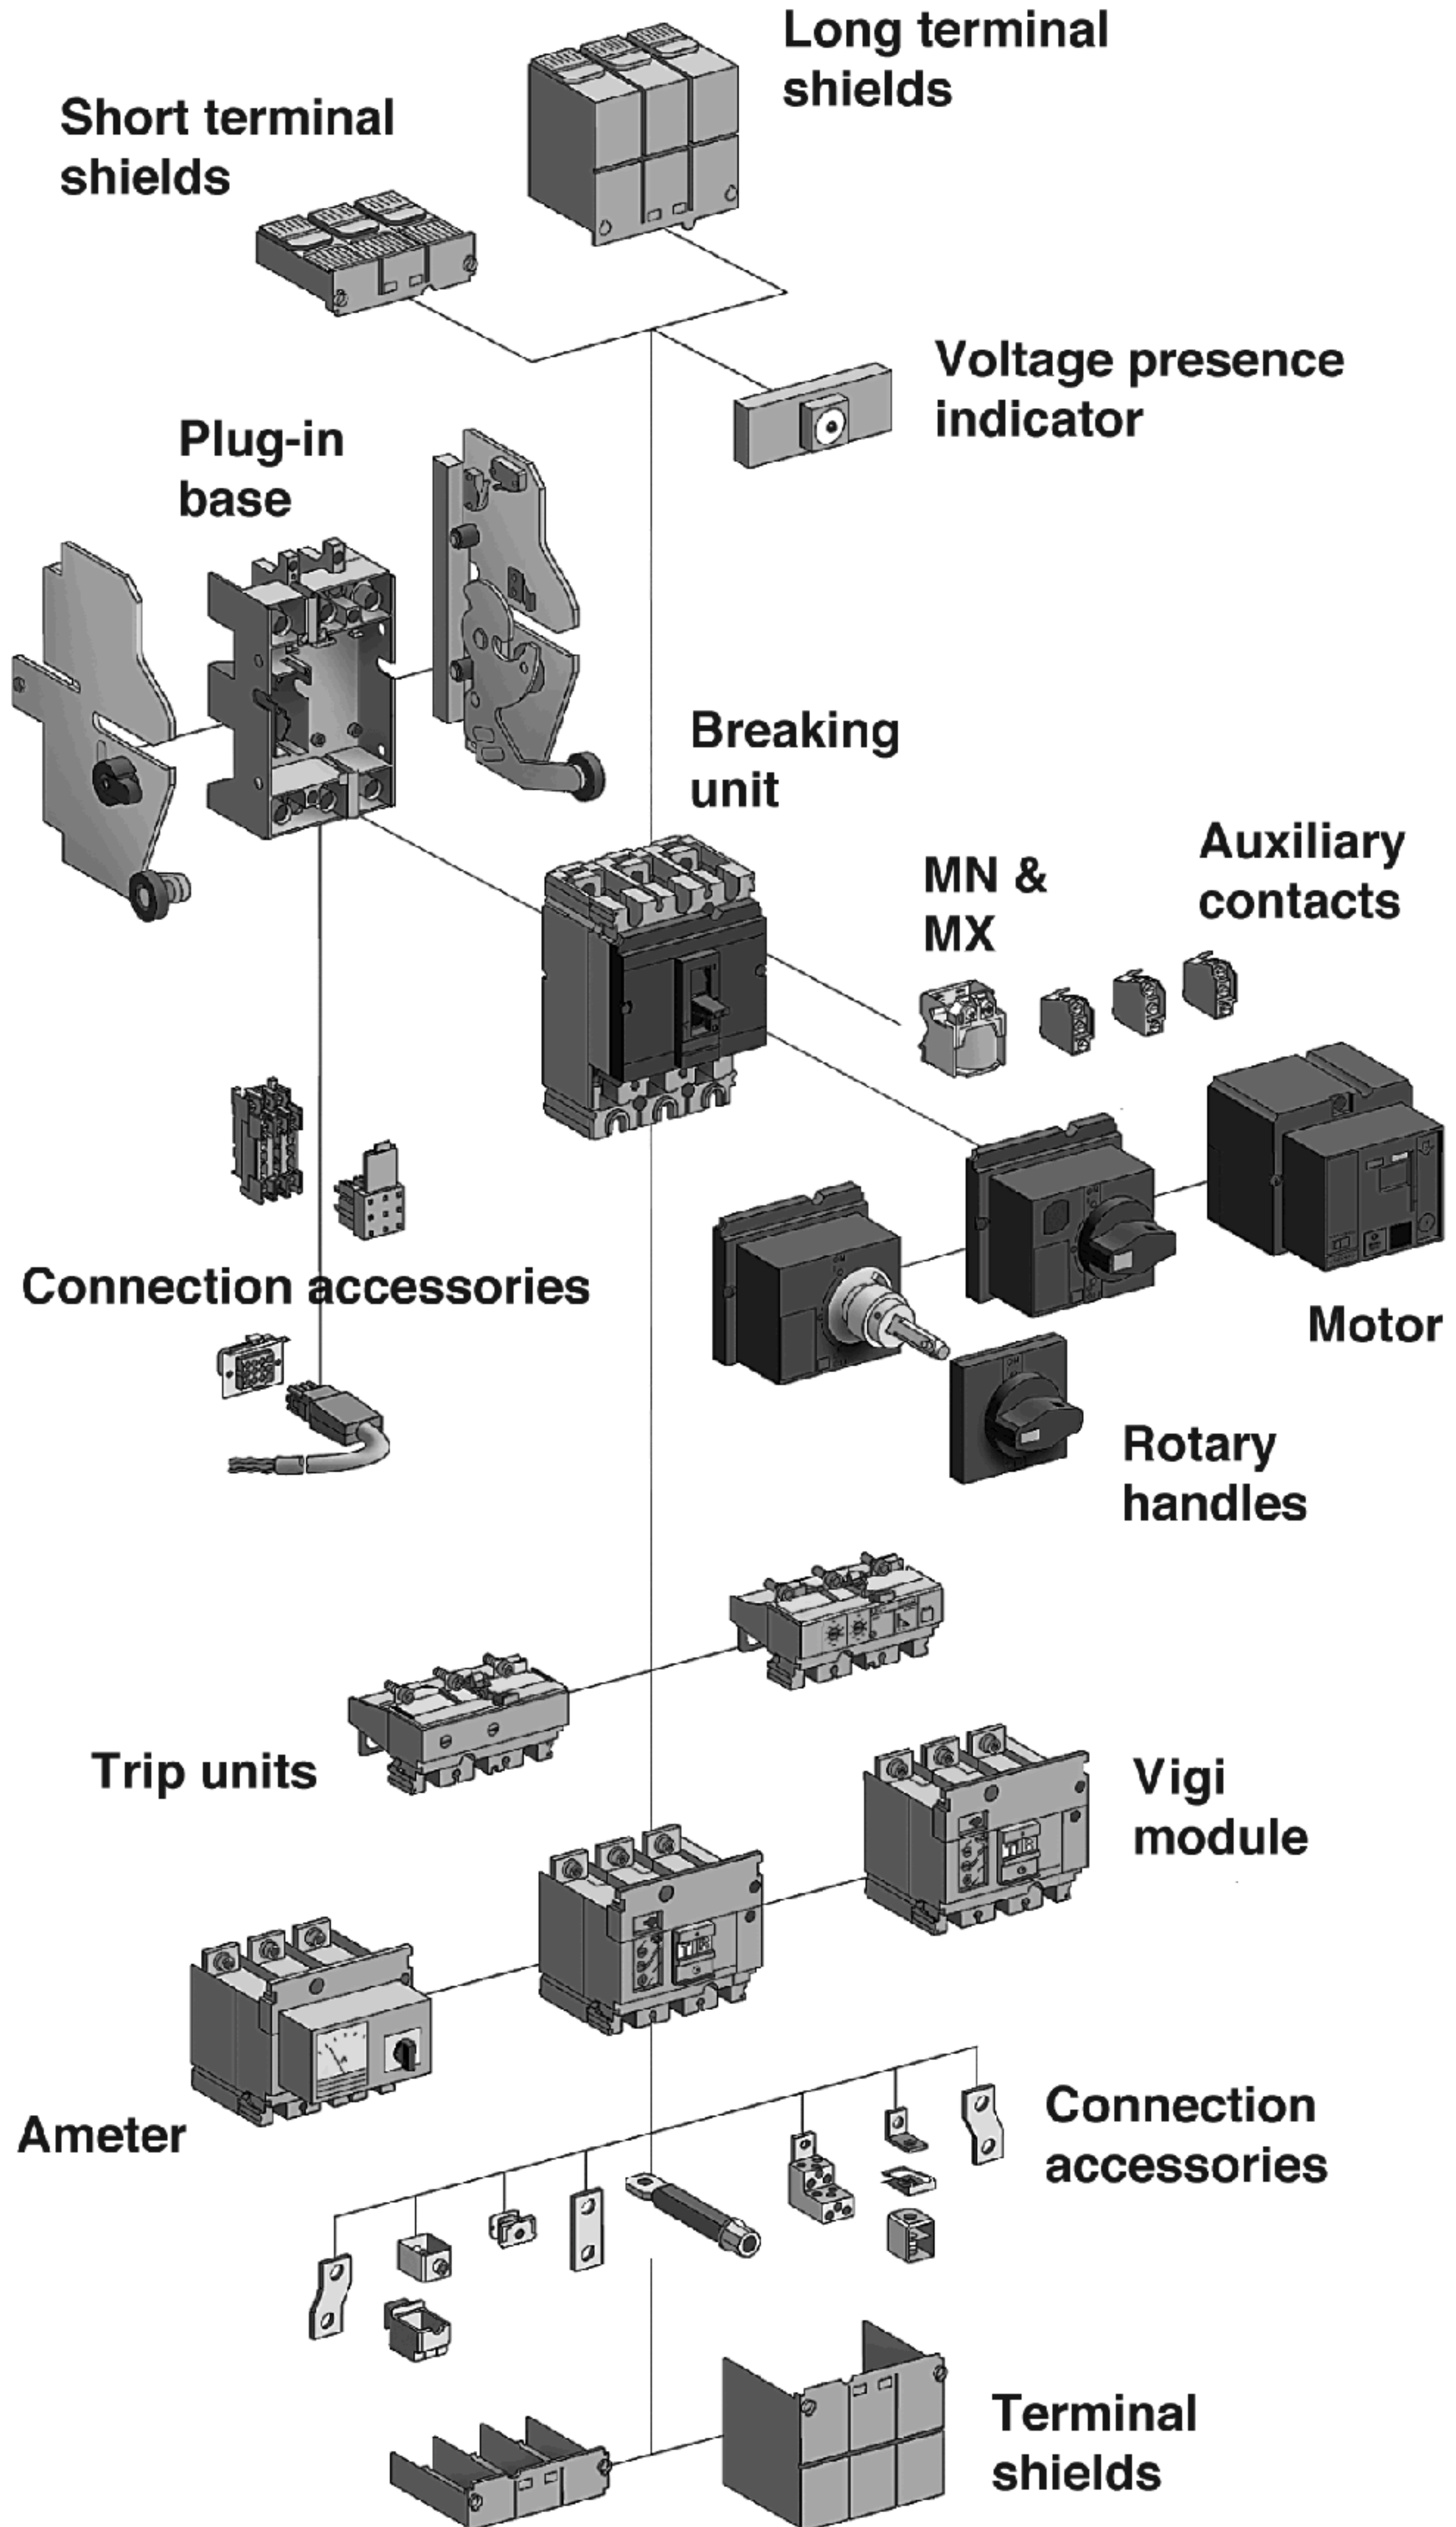 Long terminal
shields
Short terminal
shields
Voltage presence
indicator
Plug-in
base
Breaking
unit
MN &
MX
Auxiliary
contacts
Connection accessories
Motor
Rotary
handles
Trip units
Vigi
module
Ameter
Connection
accessories
Terminal
shields